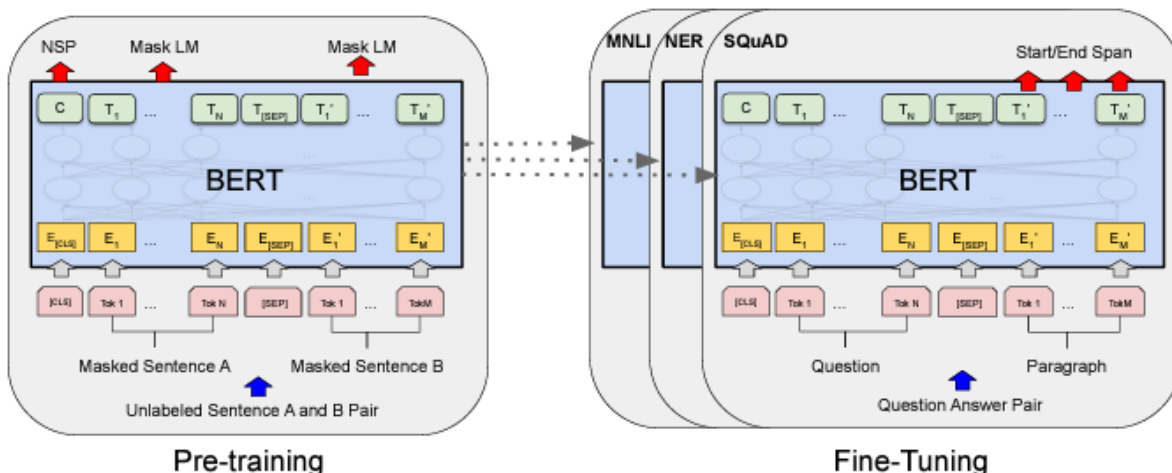 NSP Mask LM Mask LM
C T1 ... TN T[SEP] T1' ... TM'
...
BERT
E[CLS] E1 ... EN E[SEP] E1' ... EM'
[CLS] Tok 1 ... Tok N [SEP] Tok 1 ... TokM
Masked Sentence A Masked Sentence B
Unlabeled Sentence A and B Pair
Pre-training
MNLI NER SQuAD
Start/End Span
C T1 ... TN T[SEP] T1' ... TM'
...
BERT
E[CLS] E1 ... EN E[SEP] E1' ... EM'
[CLS] Tok 1 ... Tok N [SEP] Tok 1 ... TokM
Question Paragraph
Question Answer Pair
Fine-Tuning